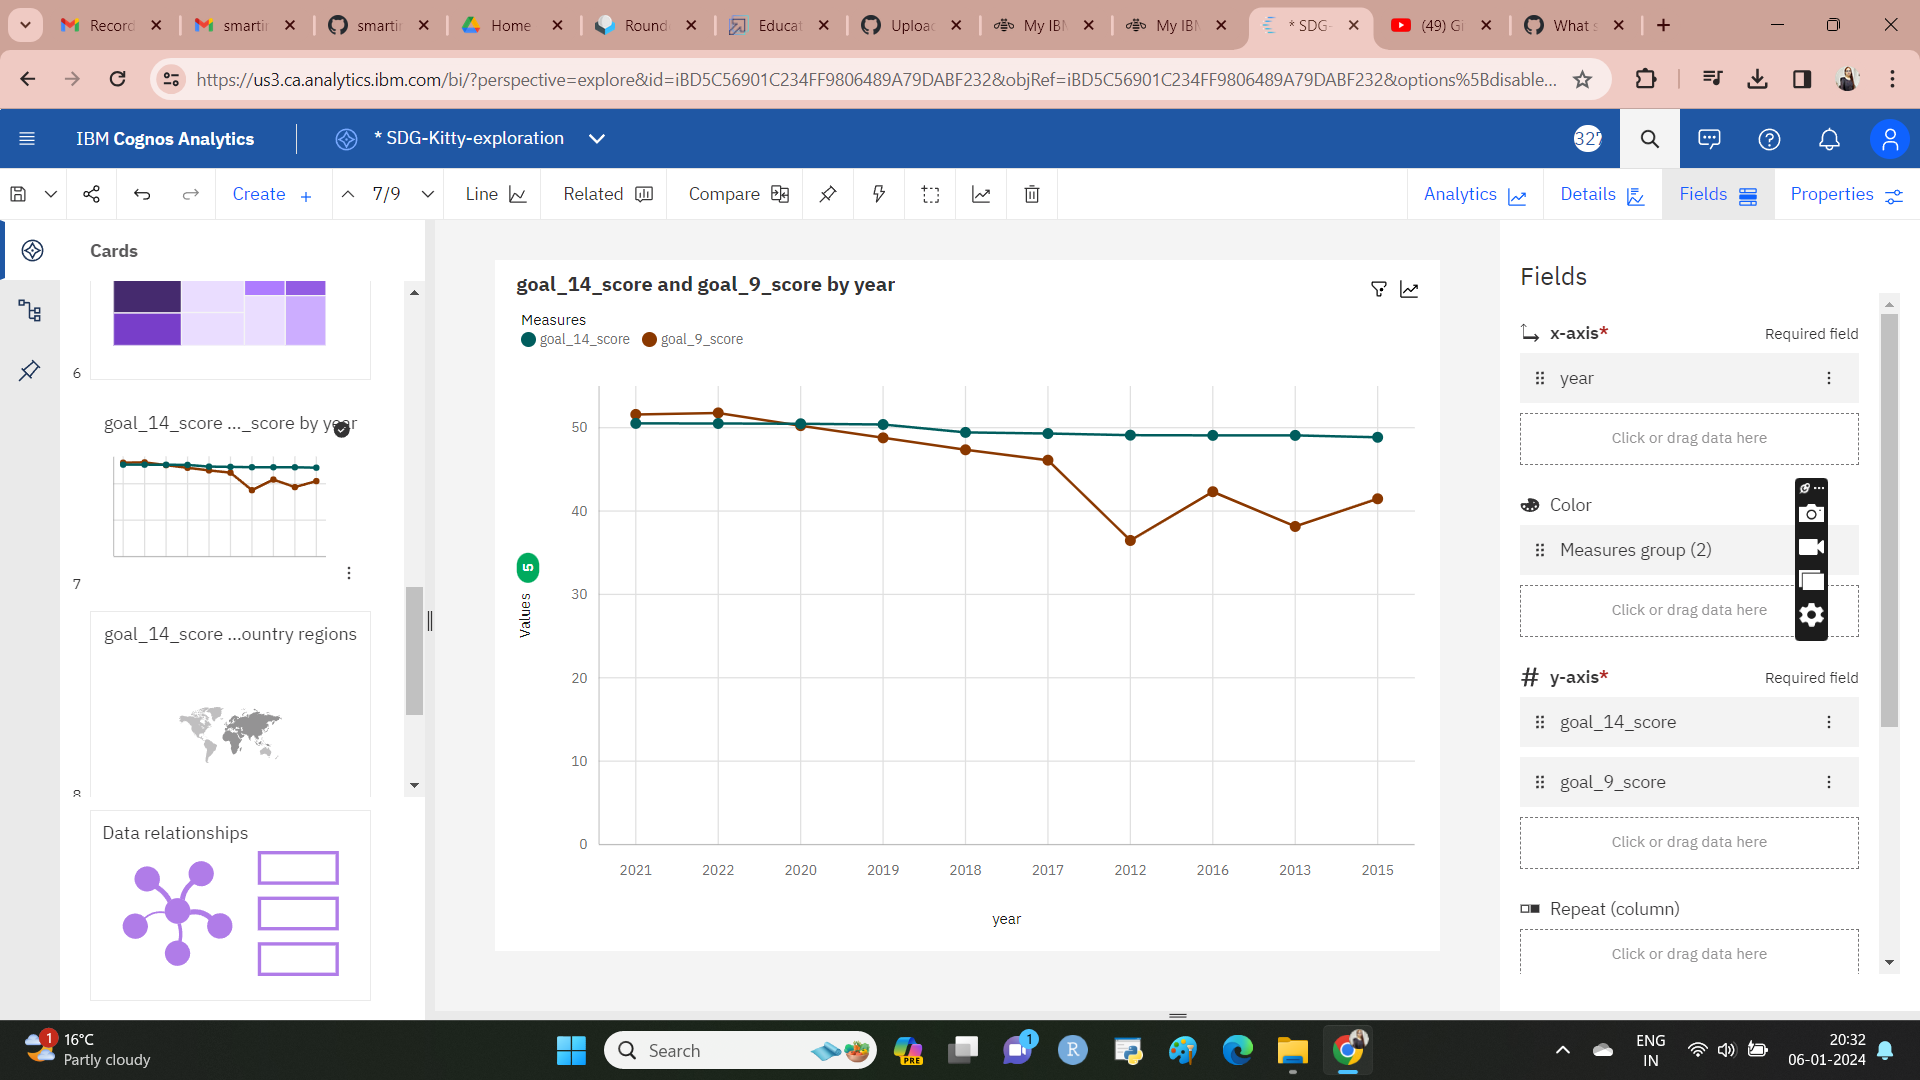 Record
smartin
smartin
Home
Round
Educat
Upload
My IBM
My IBM
* SDG-
(49) Gi
What s
https://us3.ca.analytics.ibm.com/bi/?perspective=explore&id=iBD5C56901C234FF9806489A79DABF232&objRef=iBD5C56901C234FF9806489A79DABF232&options%5Bdisable...
IBM Cognos Analytics
* SDG-Kitty-exploration
327
Create
7/9
Line
Related
Compare
Analytics
Details
Fields
Properties
Cards
6
goal_14_score ..._score by year
7
goal_14_score ...ountry regions
8
Data relationships
goal_14_score and goal_9_score by year
Measures
goal_14_score
goal_9_score
50
40
30
20
10
0
5
Values
2021
2022
2020
2019
2018
2017
2012
2016
2013
2015
year
Fields
x-axis*
Required field
year
Click or drag data here
Color
Measures group (2)
Click or drag data here
y-axis*
Required field
goal_14_score
goal_9_score
Click or drag data here
Repeat (column)
Click or drag data here
1
16°C
Partly cloudy
Search
PRE
1
R
ENG
IN
20:32
06-01-2024